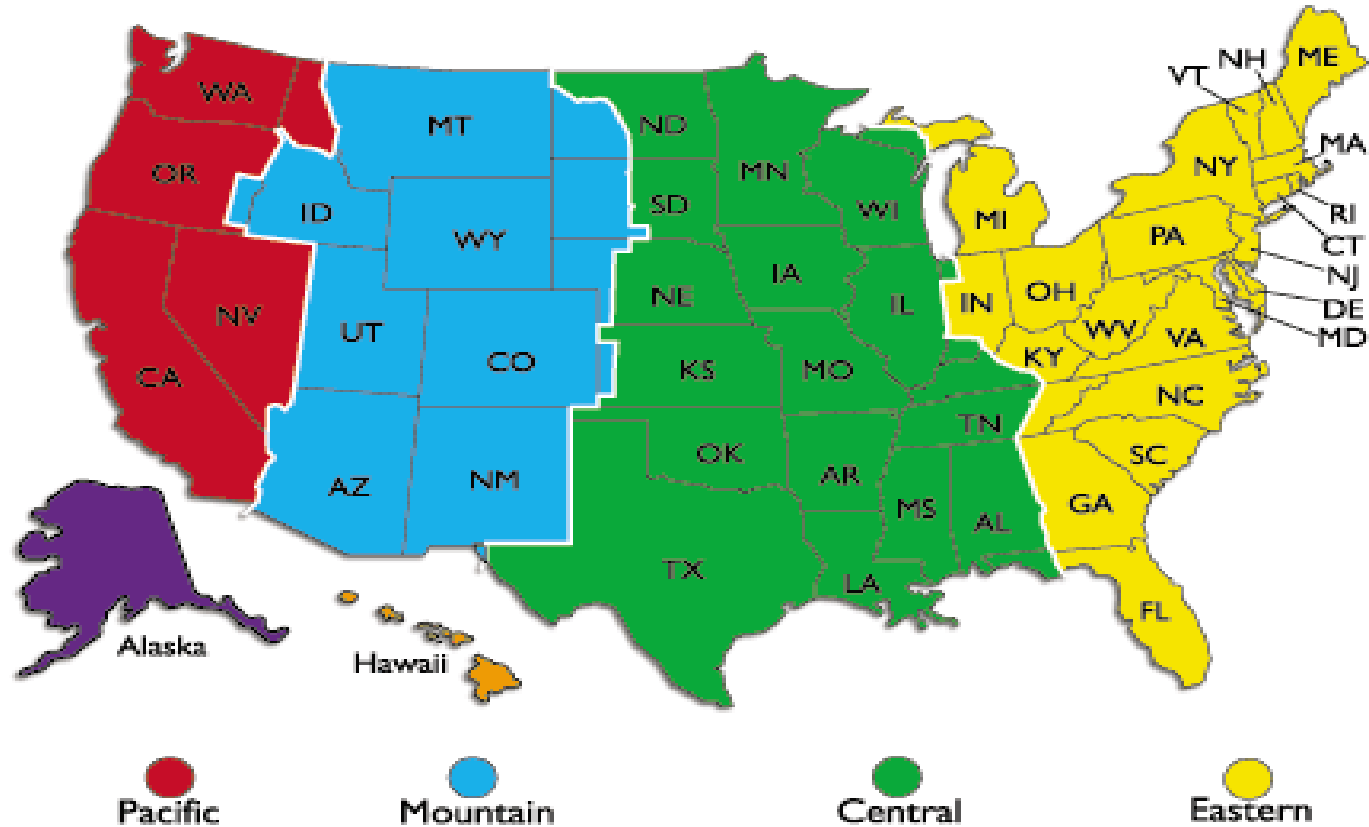 ME
NH
VT
WA
MT
ND
MN
MA
OR
NY
ID
SD
WI
MI
RI
WY
PA
CT
IA
NJ
NE
IL
IN
OH
DE
NV
UT
WV
VA
MD
CO
KY
CA
KS
MO
NC
TN
OK
SC
AZ
NM
AR
GA
MS
AL
TX
LA
FL
Alaska
Hawaii
Pacific
Mountain
Central
Eastern